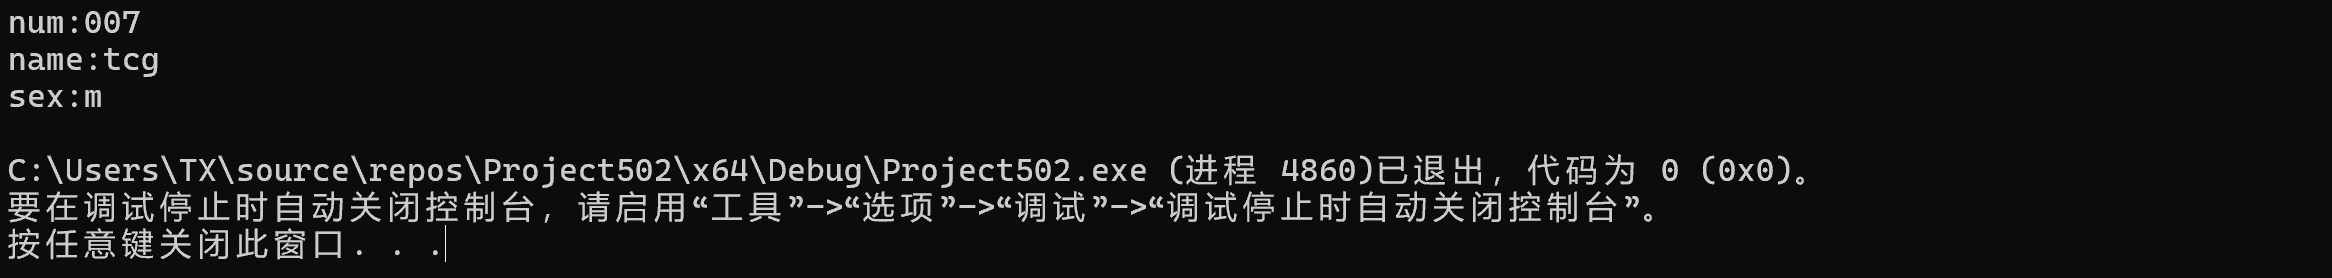 num:007
name:tcg
sex:m
C:\Users\TX\source\repos\Project502\x64\Debug\Project502.exe (进程 4860)已退出，代码为 0 (0x0)。
要在调试停止时自动关闭控制台，请启用“工具”->“选项”->“调试”->“调试停止时自动关闭控制台”。
按任意键关闭此窗口. . .